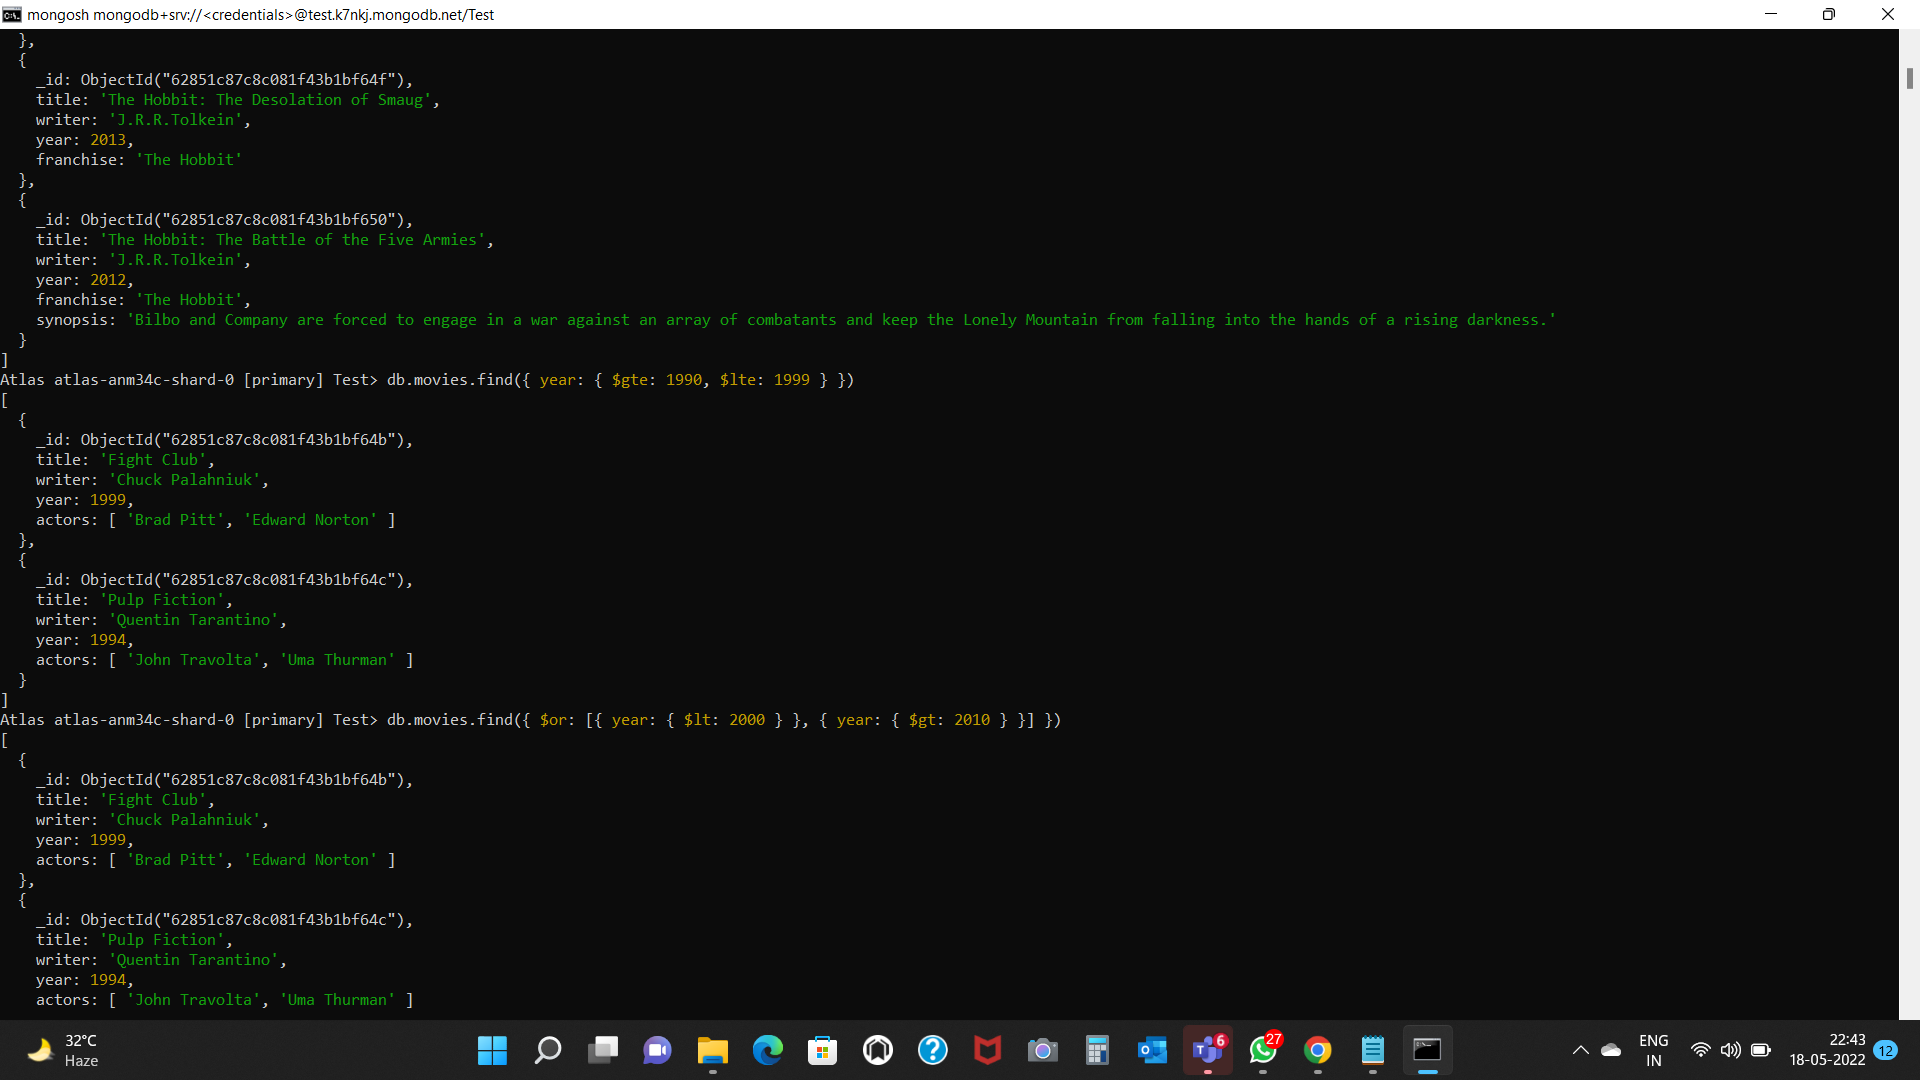 mongosh mongodb+srv://<credentials>@test.k7nkj.mongodb.net/Test
  },
  {
    _id: ObjectId("62851c87c8c081f43b1bf64f"),
    title: 'The Hobbit: The Desolation of Smaug',
    writer: 'J.R.R.Tolkein',
    year: 2013,
    franchise: 'The Hobbit'
  },
  {
    _id: ObjectId("62851c87c8c081f43b1bf650"),
    title: 'The Hobbit: The Battle of the Five Armies',
    writer: 'J.R.R.Tolkein',
    year: 2012,
    franchise: 'The Hobbit',
    synopsis: 'Bilbo and Company are forced to engage in a war against an array of combatants and keep the Lonely Mountain from falling into the hands of a rising darkness.'
  }
]
Atlas atlas-anm34c-shard-0 [primary] Test> db.movies.find({ year: { $gte: 1990, $lte: 1999 } })
[
  {
    _id: ObjectId("62851c87c8c081f43b1bf64b"),
    title: 'Fight Club',
    writer: 'Chuck Palahniuk',
    year: 1999,
    actors: [ 'Brad Pitt', 'Edward Norton' ]
  },
  {
    _id: ObjectId("62851c87c8c081f43b1bf64c"),
    title: 'Pulp Fiction',
    writer: 'Quentin Tarantino',
    year: 1994,
    actors: [ 'John Travolta', 'Uma Thurman' ]
  }
]
Atlas atlas-anm34c-shard-0 [primary] Test> db.movies.find({ $or: [{ year: { $lt: 2000 } }, { year: { $gt: 2010 } }] })
[
  {
    _id: ObjectId("62851c87c8c081f43b1bf64b"),
    title: 'Fight Club',
    writer: 'Chuck Palahniuk',
    year: 1999,
    actors: [ 'Brad Pitt', 'Edward Norton' ]
  },
  {
    _id: ObjectId("62851c87c8c081f43b1bf64c"),
    title: 'Pulp Fiction',
    writer: 'Quentin Tarantino',
    year: 1994,
    actors: [ 'John Travolta', 'Uma Thurman' ]
32°C
Haze
6
27
ENG
IN
22:43
18-05-2022
12